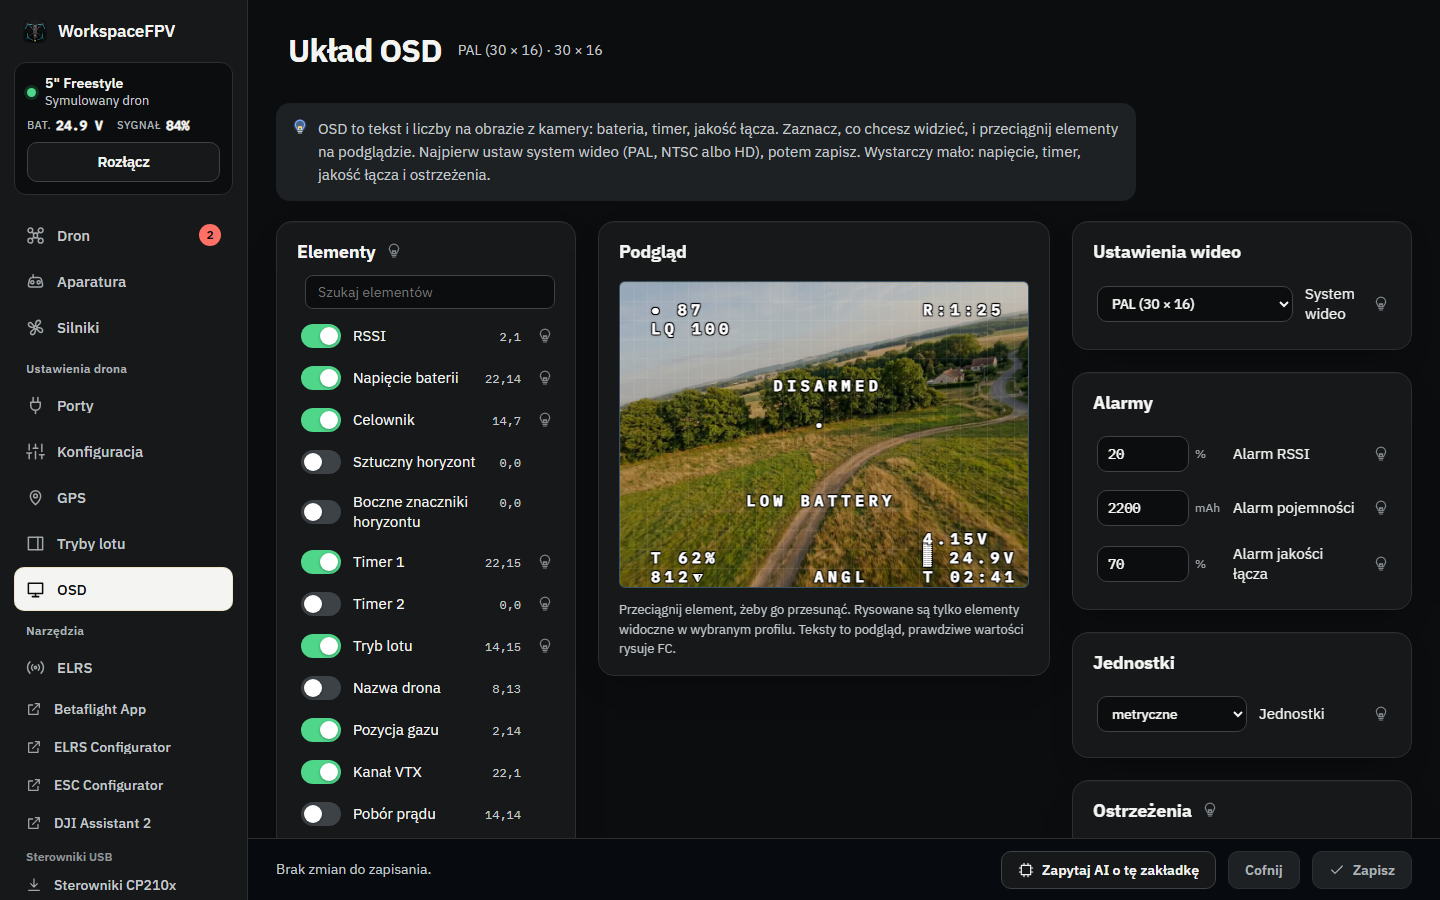 WorkspaceFPV
5" Freestyle
Symulowany dron
BAT. 24.9 V SYGNAŁ 84%
Rozłącz
Dron 2
Aparatura
Silniki
Ustawienia drona
Porty
Konfiguracja
GPS
Tryby lotu
OSD
Narzędzia
ELRS
Betaflight App
ELRS Configurator
ESC Configurator
DJI Assistant 2
Sterowniki USB
Sterowniki CP210x
Układ OSD PAL (30 × 16) · 30 × 16
OSD to tekst i liczby na obrazie z kamery: bateria, timer, jakość łącza. Zaznacz, co chcesz widzieć, i przeciągnij elementy
na podglądzie. Najpierw ustaw system wideo (PAL, NTSC albo HD), potem zapisz. Wystarczy mało: napięcie, timer,
jakość łącza i ostrzeżenia.
Elementy
Szukaj elementów
RSSI 2,1
Napięcie baterii 22,14
Celownik 14,7
Sztuczny horyzont 0,0
Boczne znaczniki 0,0
horyzontu
Timer 1 22,15
Timer 2 0,0
Tryb lotu 14,15
Nazwa drona 8,13
Pozycja gazu 2,14
Kanał VTX 22,1
Pobór prądu 14,14
Podgląd
87 R:1:25
LQ 100
DISARMED
LOW BATTERY
4.15V
T 62% 24.9V
812 ANGL T 02:41
Przeciągnij element, żeby go przesunąć. Rysowane są tylko elementy
widoczne w wybranym profilu. Teksty to podgląd, prawdziwe wartości
rysuje FC.
Ustawienia wideo
PAL (30 × 16) System
wideo
Alarmy
20 % Alarm RSSI
2200 mAh Alarm pojemności
70 % Alarm jakości
łącza
Jednostki
metryczne Jednostki
Ostrzeżenia
Brak zmian do zapisania.
Zapytaj AI o tę zakładkę
Cofnij
Zapisz